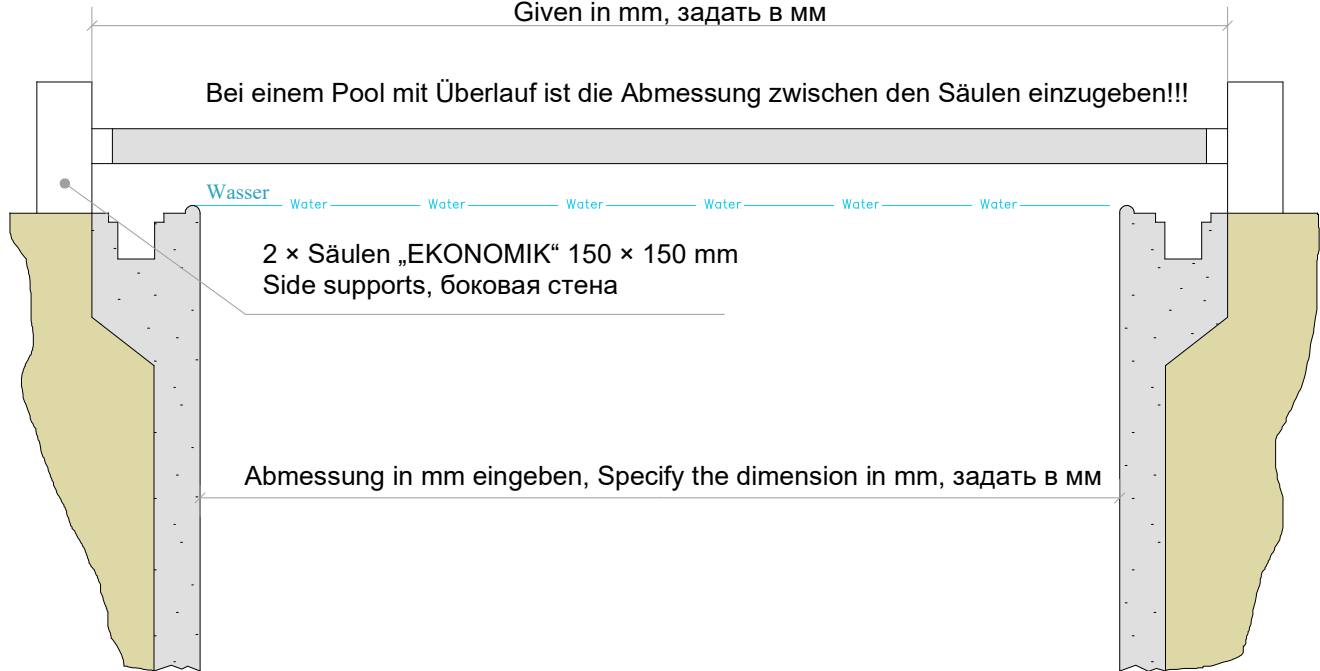 Given in mm, задать в мм
Bei einem Pool mit Überlauf ist die Abmessung zwischen den Säulen einzugeben!!!
Wasser
Water Water Water Water Water Water
2 × Säulen „EKONOMIK“ 150 × 150 mm
Side supports, боковая стена
Abmessung in mm eingeben, Specify the dimension in mm, задать в мм